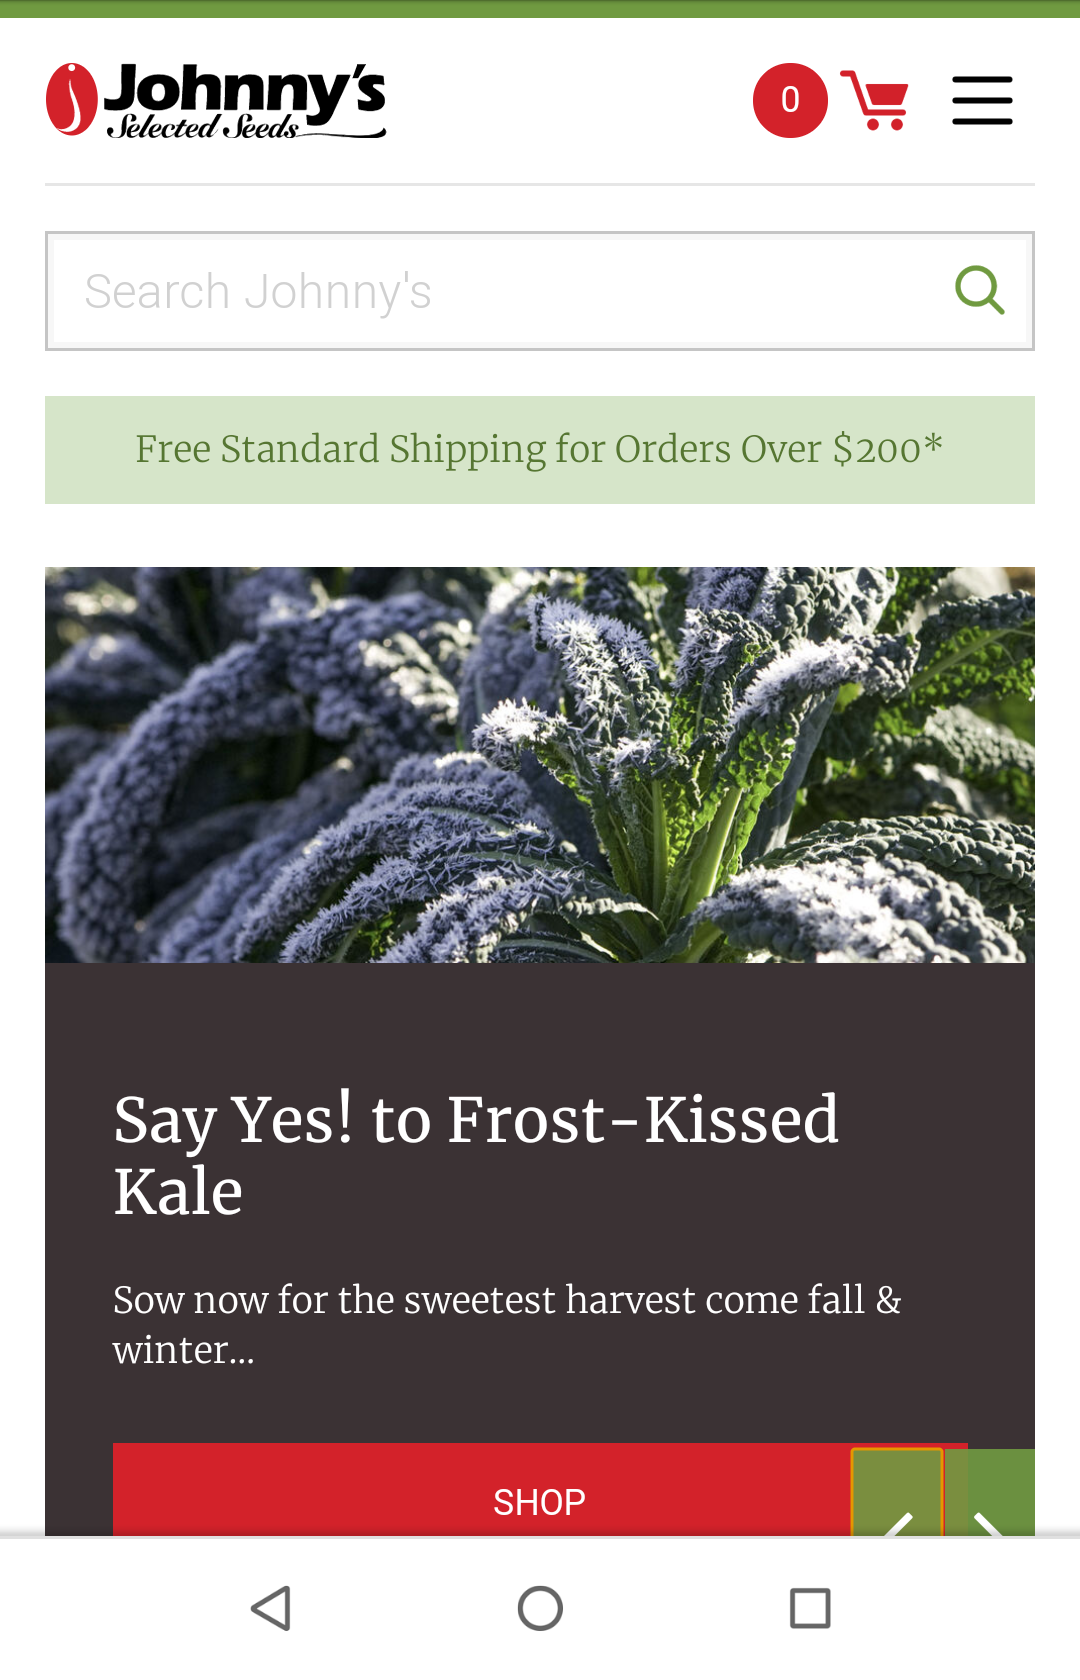 Johnny's
Selected Seeds
0
Search Johnny's
Free Standard Shipping for Orders Over $200*
Say Yes! to Frost-Kissed
Kale
Sow now for the sweetest harvest come fall &
winter...
SHOP